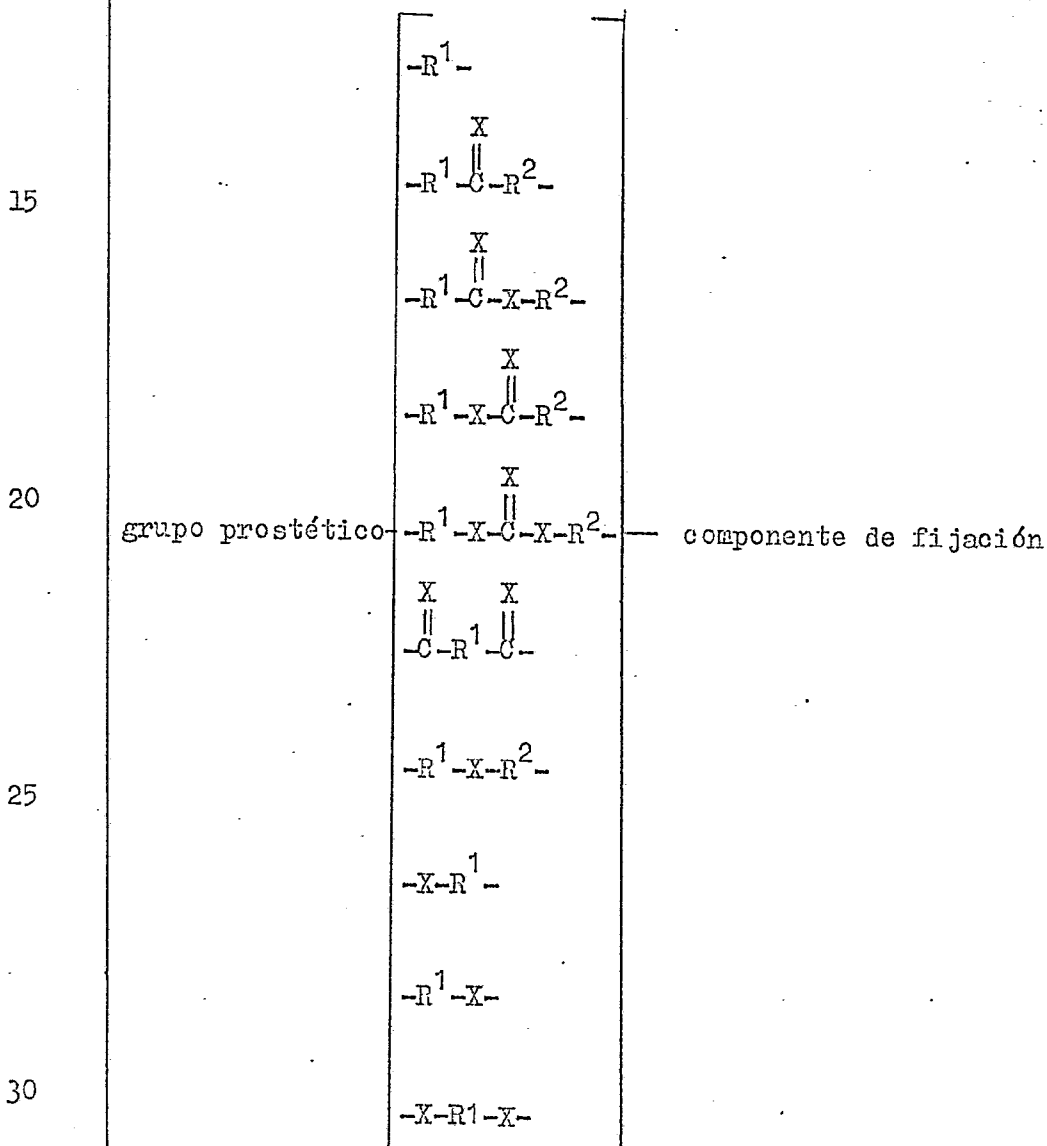 -R¹-
X
||
15
-R¹-C-R²-
X
||
-R¹-C-X-R²-
X
||
-R¹-X-C-R²-
X
||
20
grupo prostético -R¹-X-C-X-R²- componente de fijación
X X
|| ||
-C-R¹-C-
-R¹-X-R²-
25
-X-R¹-
-R¹-X-
30
-X-R1-X-